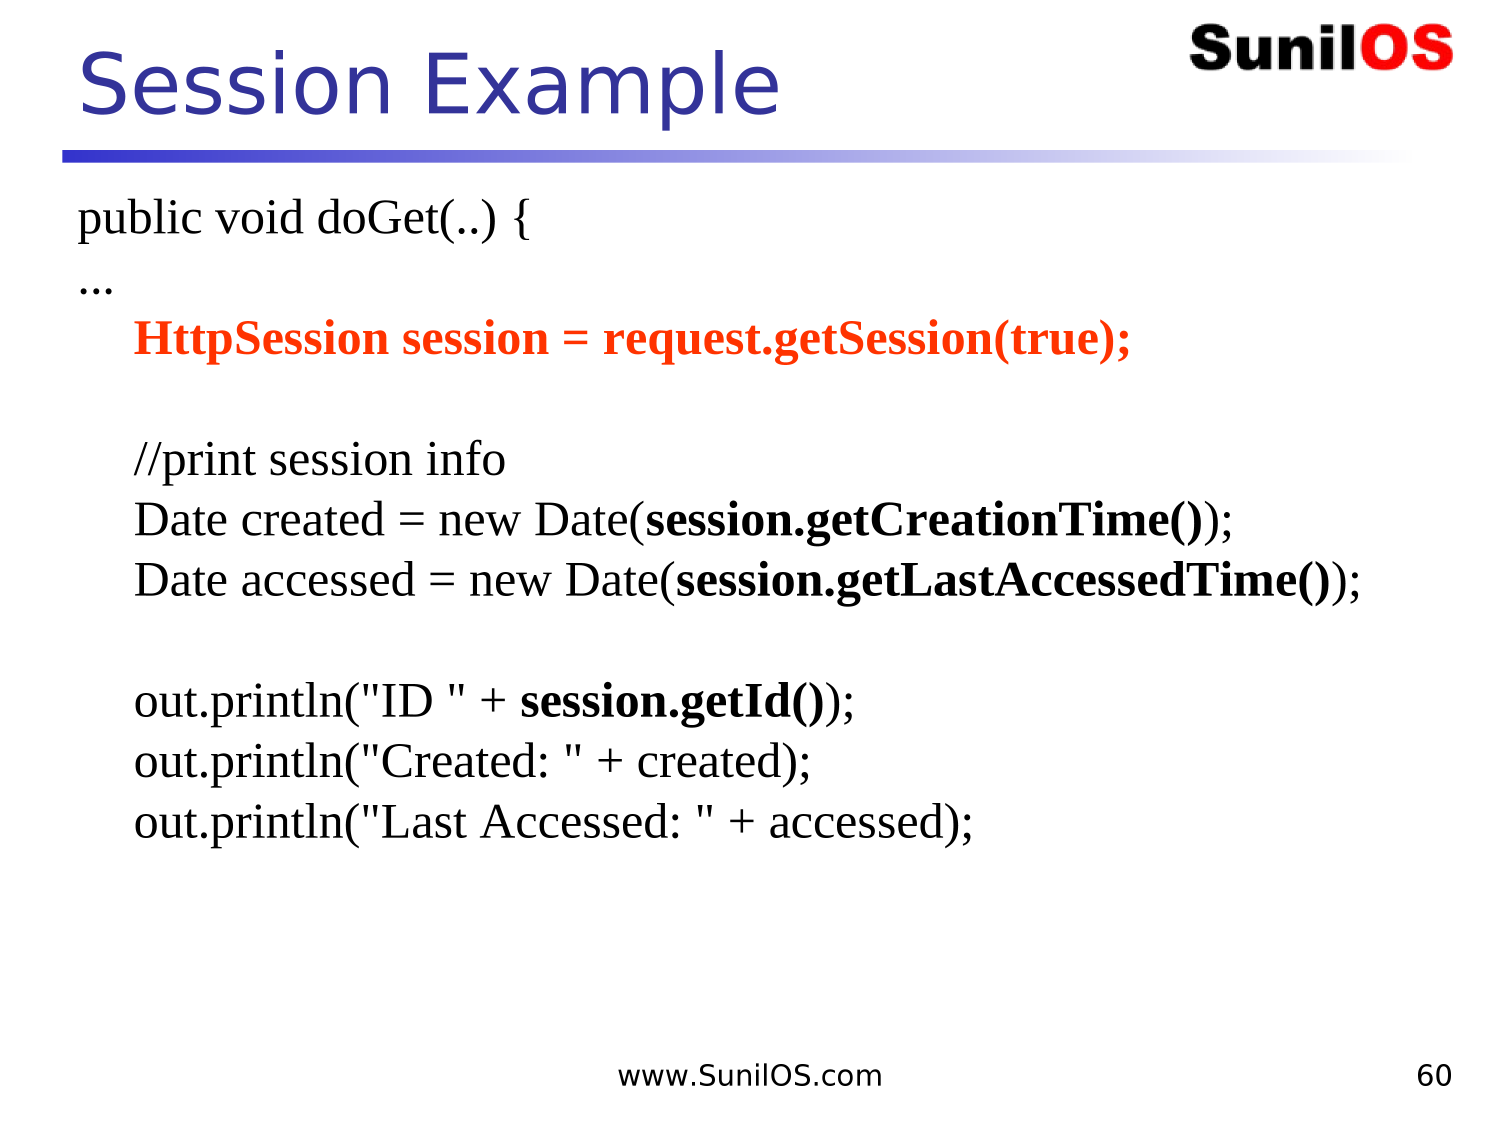 SunilOS
Session Example
public void doGet(..) {
...
HttpSession session = request.getSession(true);
//print session info
Date created = new Date(session.getCreationTime());
Date accessed = new Date(session.getLastAccessedTime());
out.println("ID " + session.getId());
out.println("Created: " + created);
out.println("Last Accessed: " + accessed);
www.SunilOS.com
60